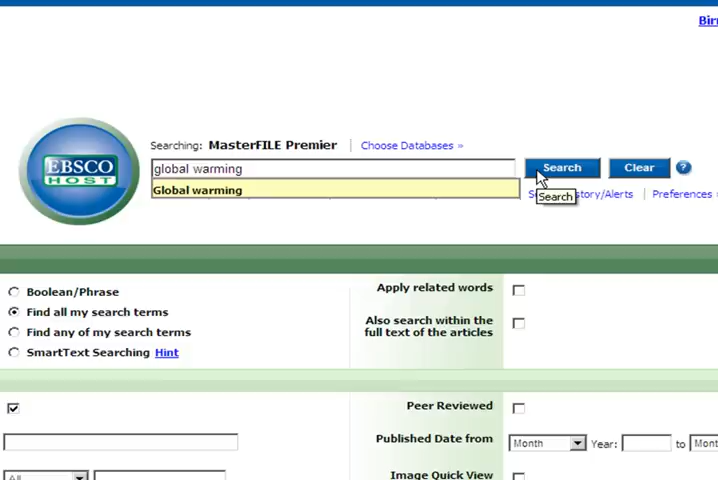 Searching: MasterFILE Premier | Choose Databases »
EBSCO
HOST
global warming
Search
Clear
?
Global warming
Search
Preferences
Boolean/Phrase
Apply related words
Find all my search terms
Find any of my search terms
Also search within the
full text of the articles
SmartText Searching Hint
Peer Reviewed
Published Date from
Month
Year:
to
Image Quick View
All